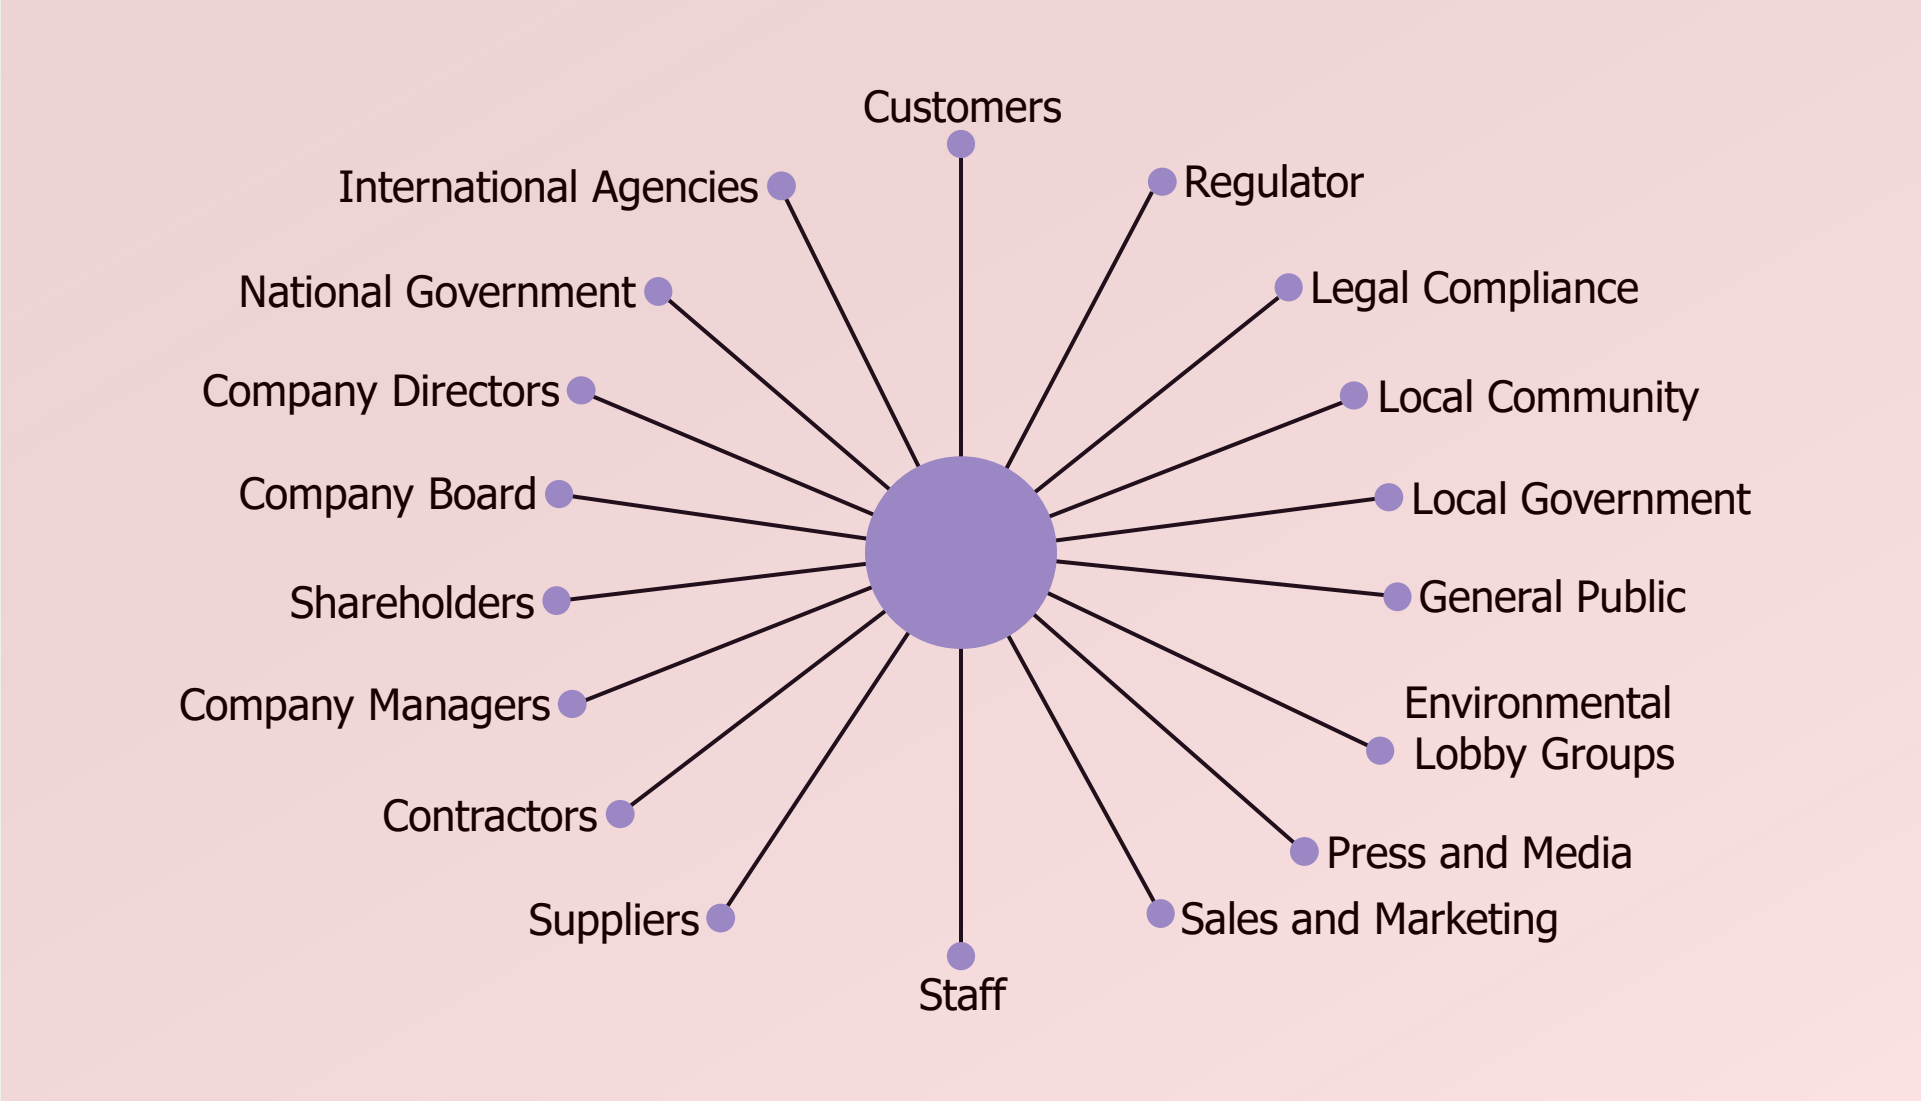 Customers
International Agencies
Regulator
National Government
Legal Compliance
Company Directors
Local Community
Company Board
Local Government
Shareholders
General Public
Company Managers
Environmental
Lobby Groups
Contractors
Press and Media
Suppliers
Sales and Marketing
Staff